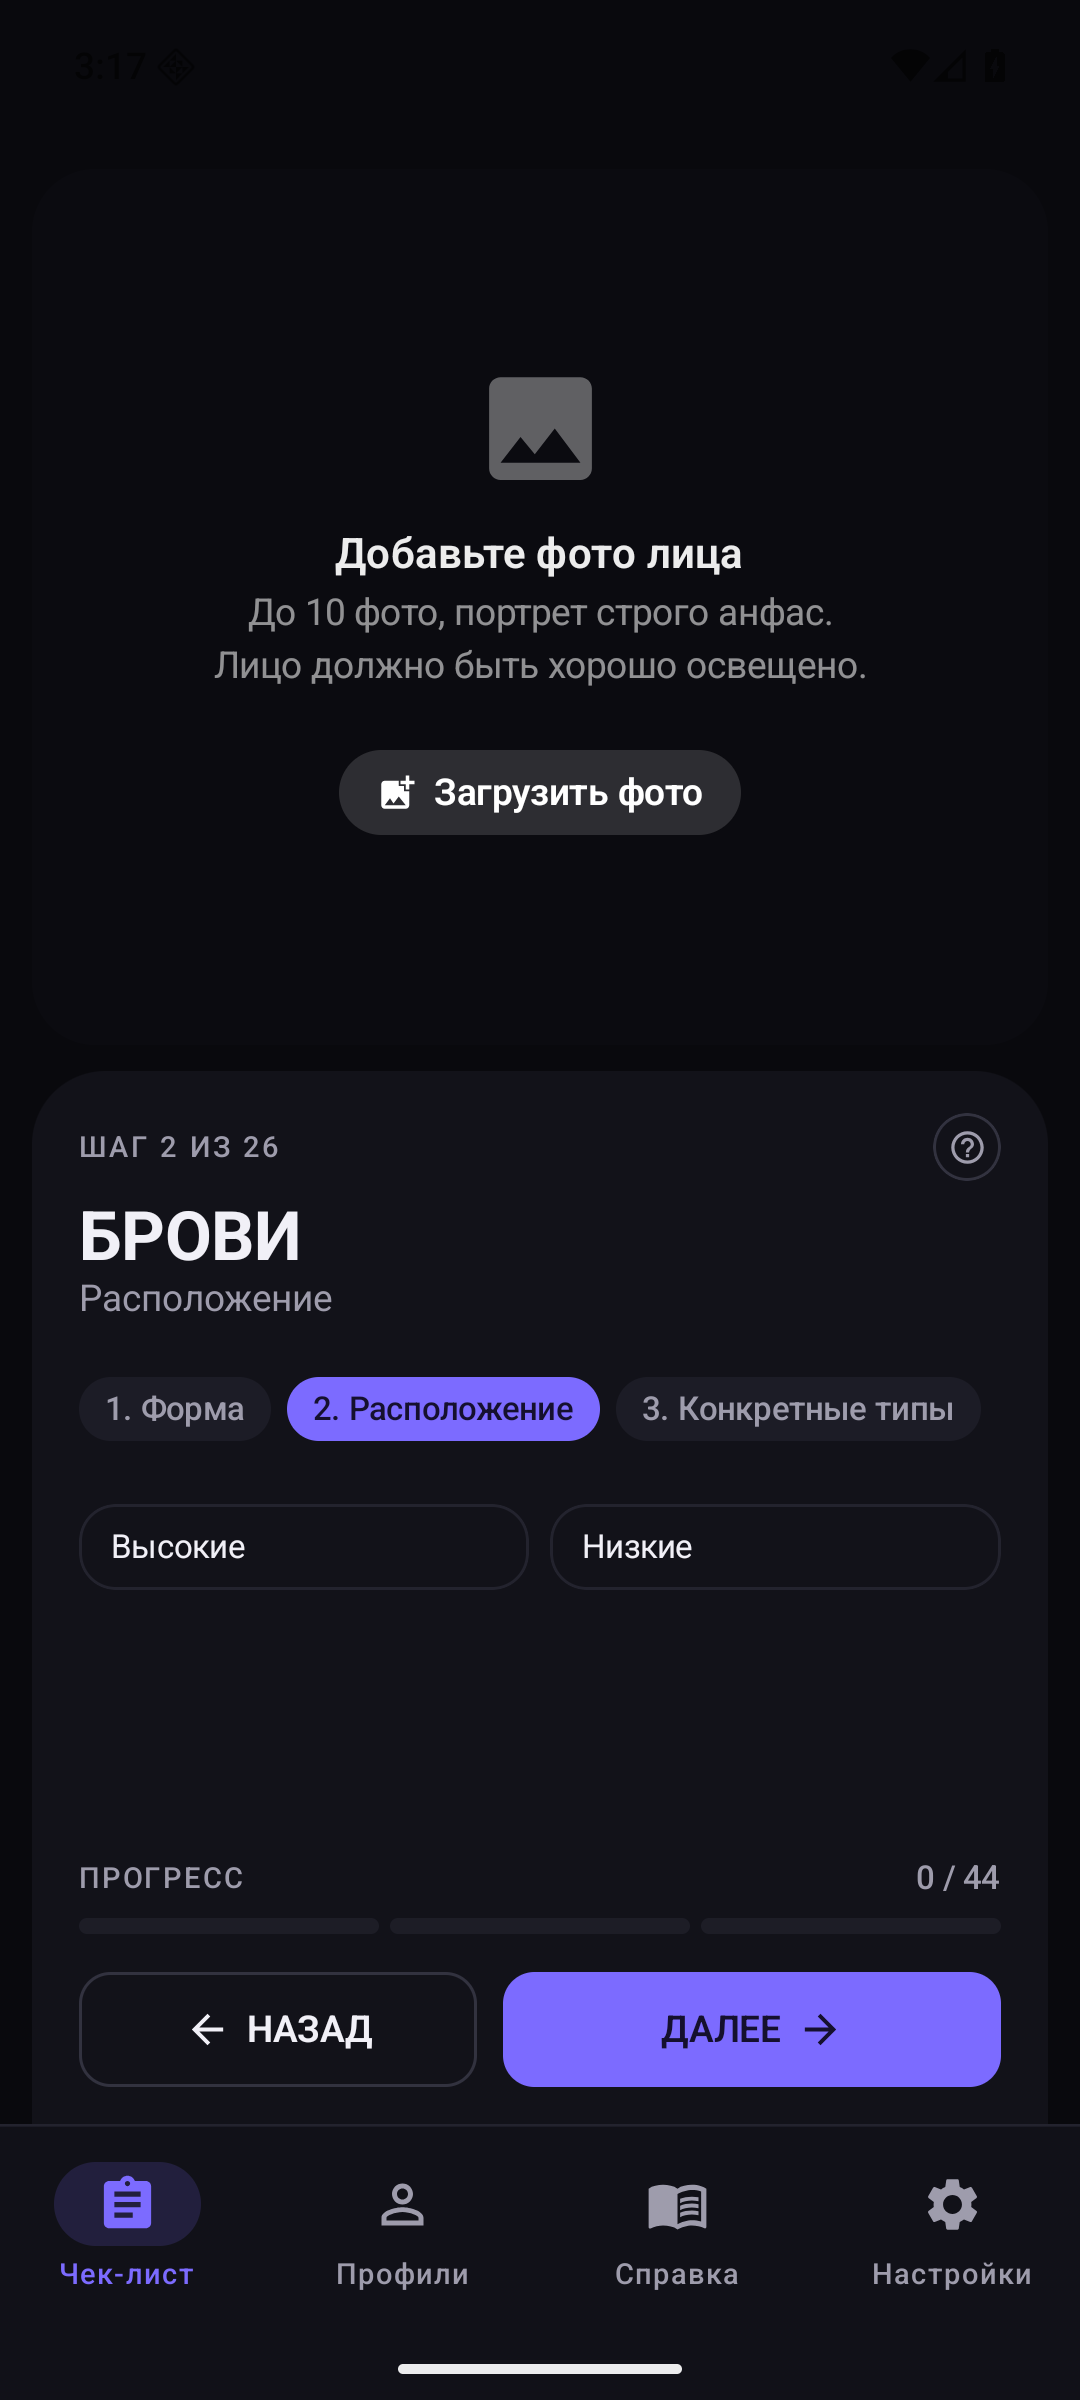 3:17
Добавьте фото лица
До 10 фото, портрет строго анфас.
Лицо должно быть хорошо освещено.
Загрузить фото
ШАГ 2 ИЗ 26
БРОВИ
Расположение
1. Форма
2. Расположение
3. Конкретные типы
Высокие
Низкие
ПРОГРЕСС
0 / 44
НАЗАД
ДАЛЕЕ
Чек-лист
Профили
Справка
Настройки